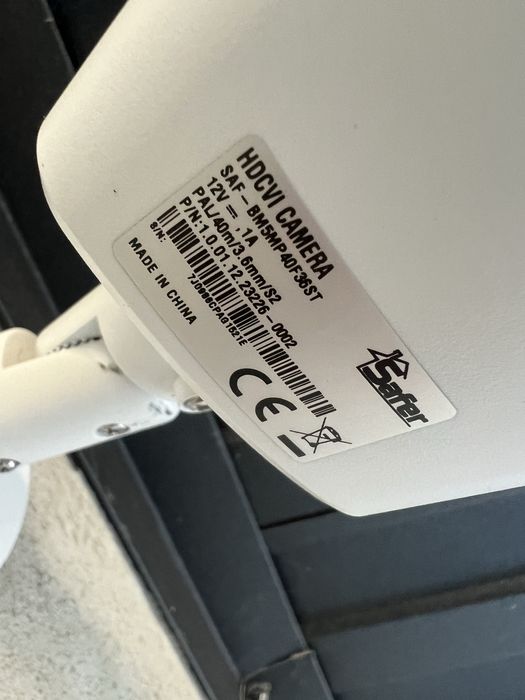 HDCVI CAMERA
SAF-BM5MP40F36ST
12V⎓, 1A
PAL/40m/3.6mm/S2
P/N:1.0.01.12.23226-0002
S/N:
7J0006CPAG1621E
MADE IN CHINA
CE
Safer